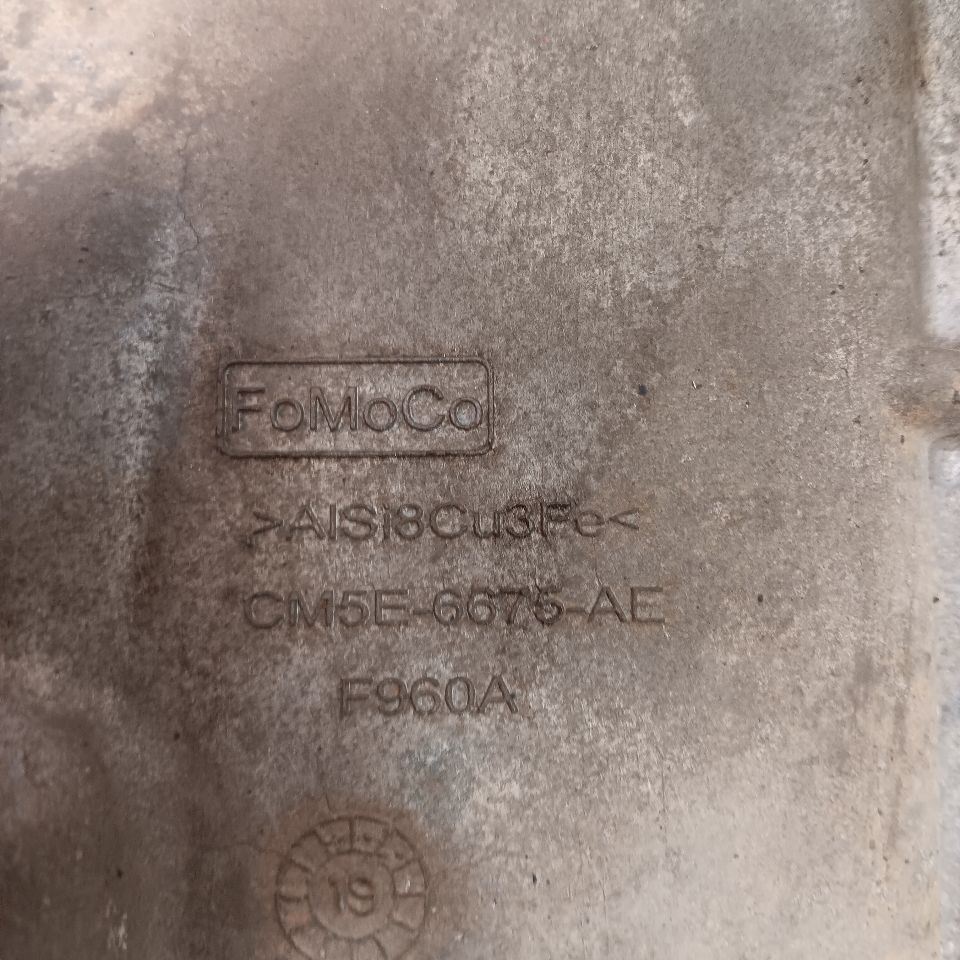 FoMoCo
>AlSi8Cu3Fe<
CM5E-6675-AE
F960A
19